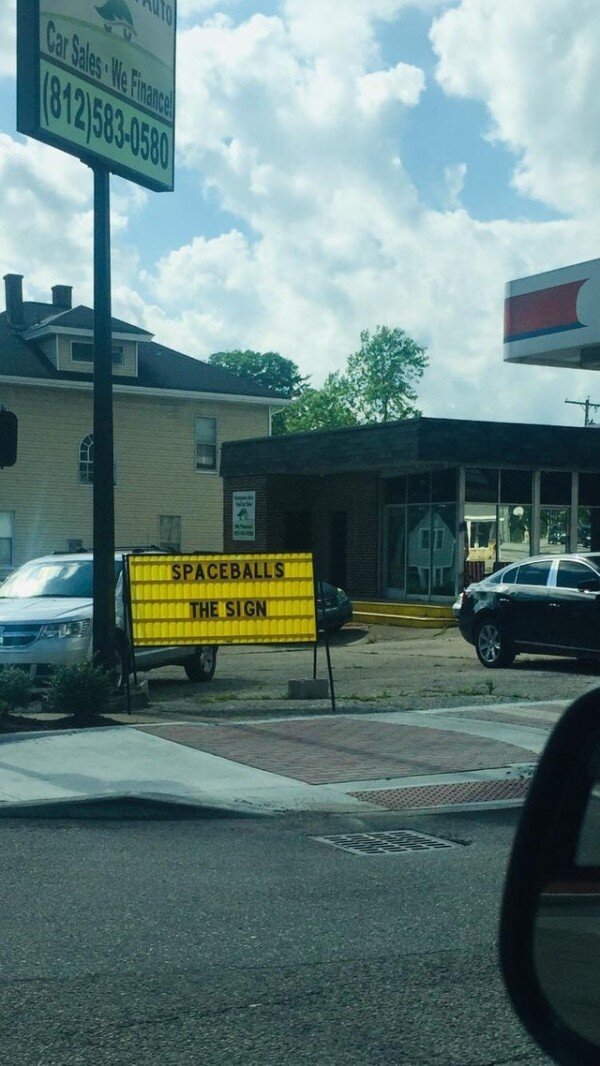 Auto
Car Sales - We Finance!
(812)583-0580
SPACEBALLS
THE SIGN